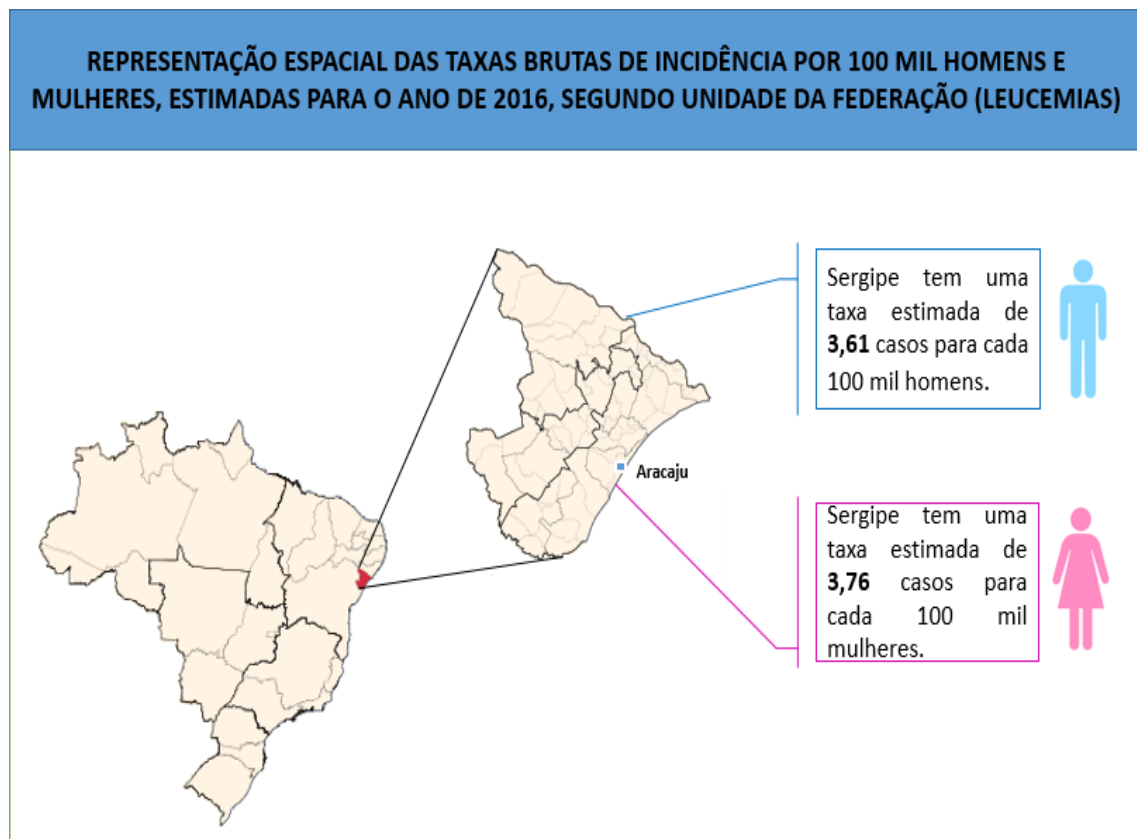 REPRESENTAÇÃO ESPACIAL DAS TAXAS BRUTAS DE INCIDÊNCIA POR 100 MIL HOMENS E
MULHERES, ESTIMADAS PARA O ANO DE 2016, SEGUNDO UNIDADE DA FEDERAÇÃO (LEUCEMIAS)
Sergipe tem uma
taxa estimada de
3,61 casos para cada
100 mil homens.
Aracaju
Sergipe tem uma
taxa estimada de
3,76 casos para
cada 100 mil
mulheres.